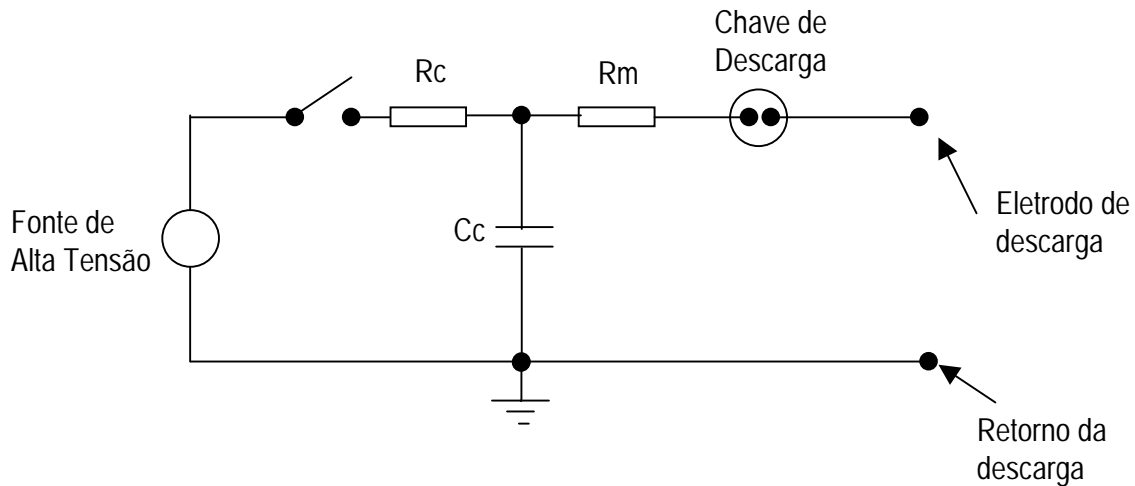 Chave de
Descarga
Rc
Rm
Fonte de
Alta Tensão
Cc
Eletrodo de
descarga
Retorno da
descarga